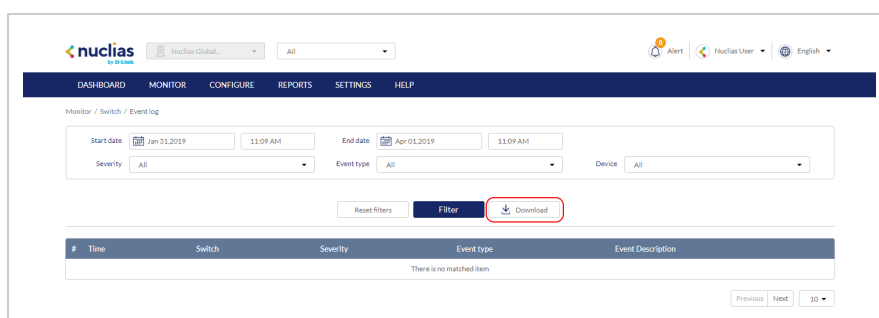 nuclias
by D-Link
Nuclias Global... All
0
Alert Nuclias User English
DASHBOARD MONITOR CONFIGURE REPORTS SETTINGS HELP
Monitor / Switch / Event log
Start date Jan 31,2019 11:09 AM End date Apr 01,2019 11:09 AM
Severity All Event type All Device All
Reset filters Filter Download
# Time Switch Severity Event type Event Description
There is no matched item
Previous Next 10